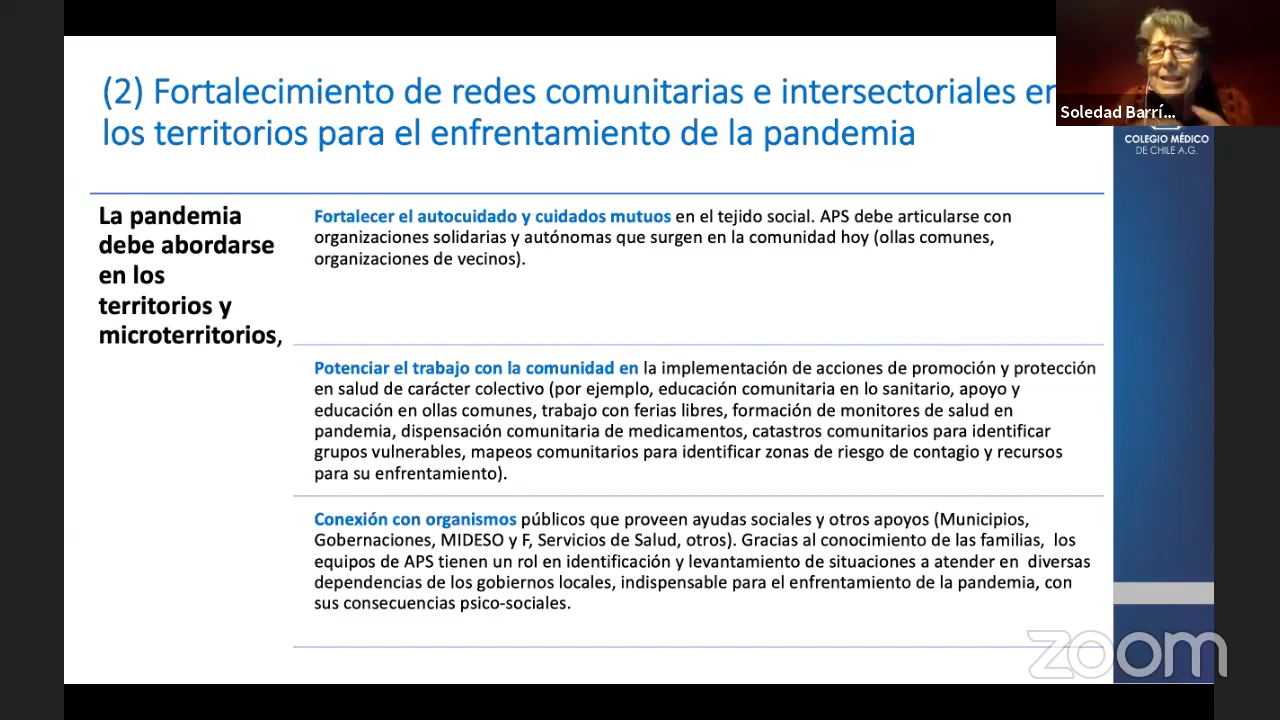 (2) Fortalecimiento de redes comunitarias e intersectoriales en
los territorios para el enfrentamiento de la pandemia
Soledad Barrí...
COLEGIO MÉDICO
DE CHILE A.G.
La pandemia
debe abordarse
en los
territorios y
microterritorios,
Fortalecer el autocuidado y cuidados mutuos en el tejido social. APS debe articularse con
organizaciones solidarias y autónomas que surgen en la comunidad hoy (ollas comunes,
organizaciones de vecinos).
Potenciar el trabajo con la comunidad en la implementación de acciones de promoción y protección
en salud de carácter colectivo (por ejemplo, educación comunitaria en lo sanitario, apoyo y
educación en ollas comunes, trabajo con ferias libres, formación de monitores de salud en
pandemia, dispensación comunitaria de medicamentos, catastros comunitarios para identificar
grupos vulnerables, mapeos comunitarios para identificar zonas de riesgo de contagio y recursos
para su enfrentamiento).
Conexión con organismos públicos que proveen ayudas sociales y otros apoyos (Municipios,
Gobernaciones, MIDESO y F, Servicios de Salud, otros). Gracias al conocimiento de las familias, los
equipos de APS tienen un rol en identificación y levantamiento de situaciones a atender en diversas
dependencias de los gobiernos locales, indispensable para el enfrentamiento de la pandemia, con
sus consecuencias psico-sociales.
zoom